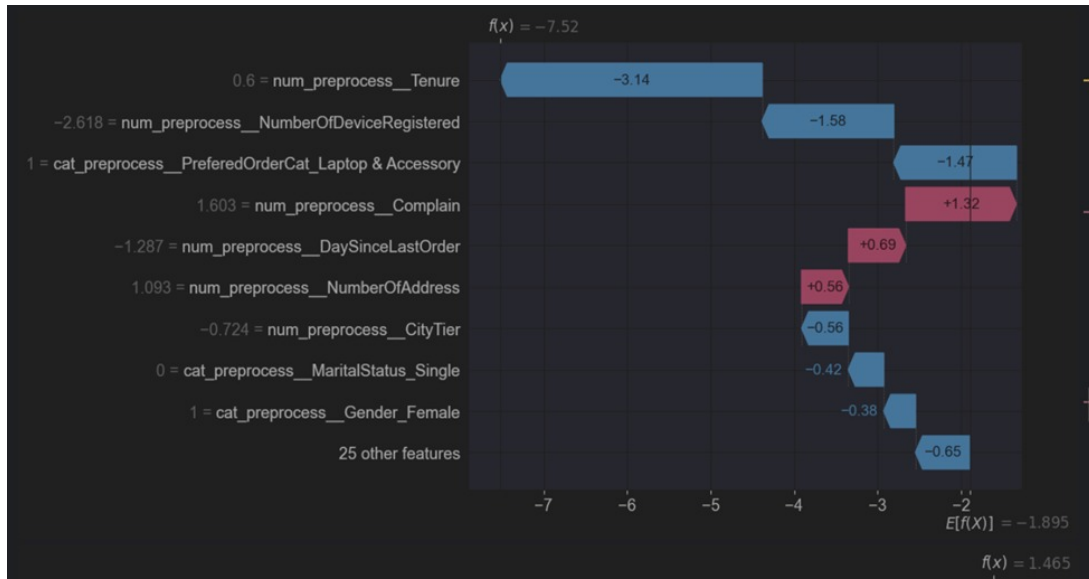 f(x) = −7.52
0.6 = num_preprocess__Tenure −3.14
−2.618 = num_preprocess__NumberOfDeviceRegistered −1.58
1 = cat_preprocess__PreferedOrderCat_Laptop & Accessory −1.47
1.603 = num_preprocess__Complain +1.32
−1.287 = num_preprocess__DaySinceLastOrder +0.69
1.093 = num_preprocess__NumberOfAddress +0.56
−0.724 = num_preprocess__CityTier −0.56
0 = cat_preprocess__MaritalStatus_Single −0.42
1 = cat_preprocess__Gender_Female −0.38
25 other features −0.65
−7 −6 −5 −4 −3 −2
E[f(X)] = −1.895
f(x) = 1.465